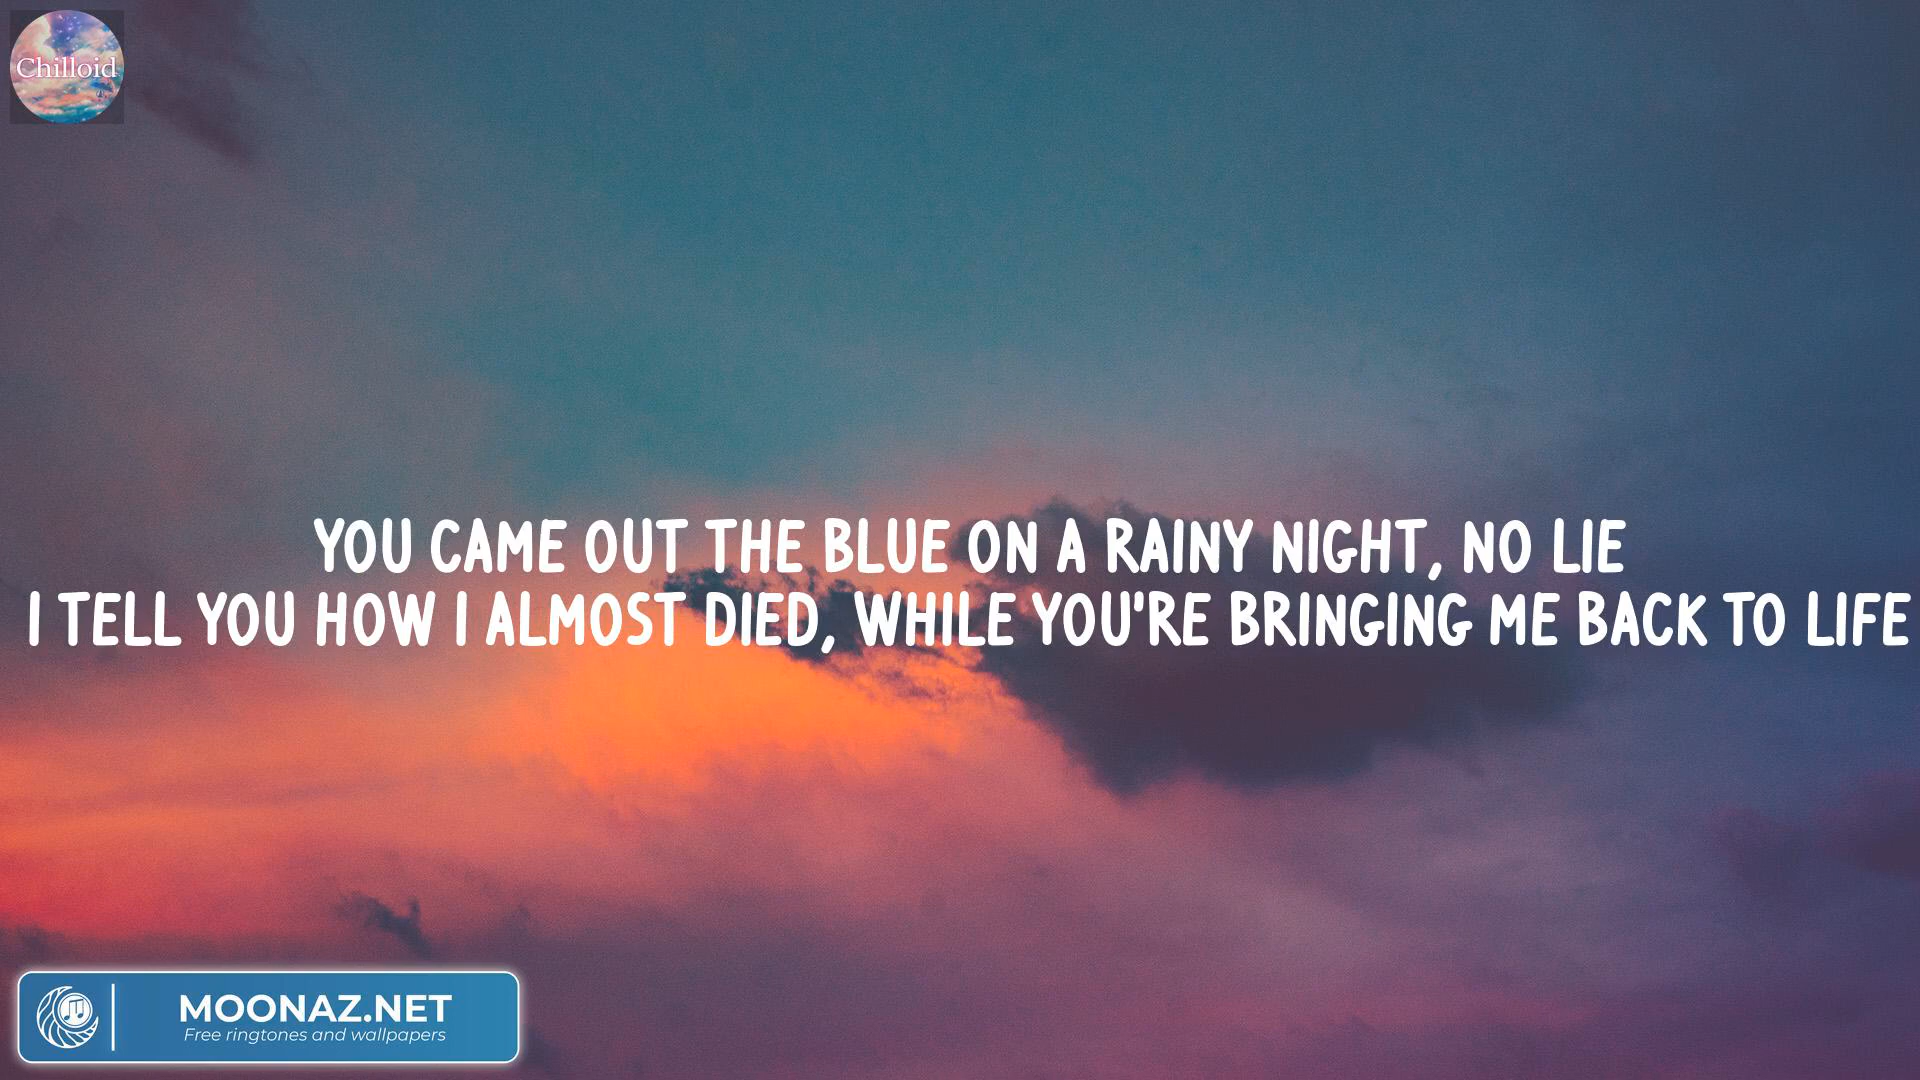 Chilloid
YOU CAME OUT THE BLUE ON A RAINY NIGHT, NO LIE
I TELL YOU HOW I ALMOST DIED, WHILE YOU'RE BRINGING ME BACK TO LIFE
MOONAZ.NET
Free ringtones and wallpapers